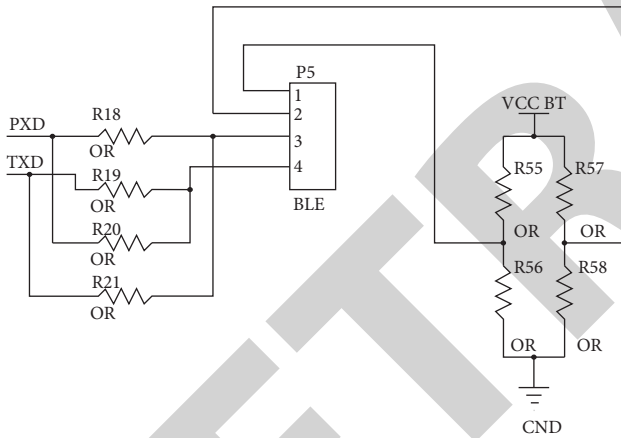 P5
1
2
3
4
BLE
PXD
TXD
R18
OR
R19
OR
R20
OR
R21
OR
VCC BT
R55
R57
OR
OR
R56
R58
OR
OR
CND